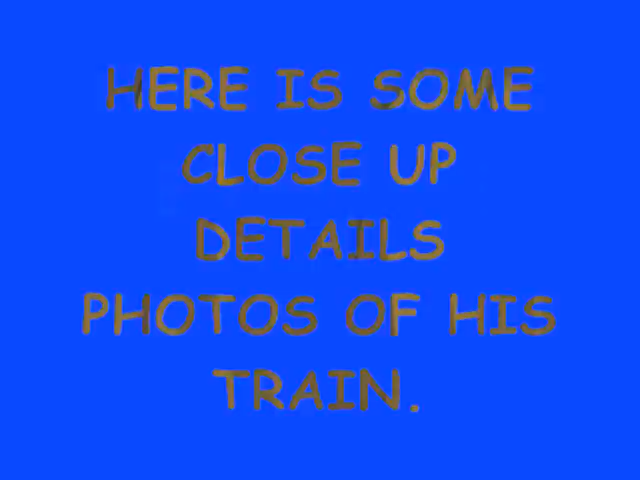 HERE IS SOME
CLOSE UP
DETAILS
PHOTOS OF HIS
TRAIN.